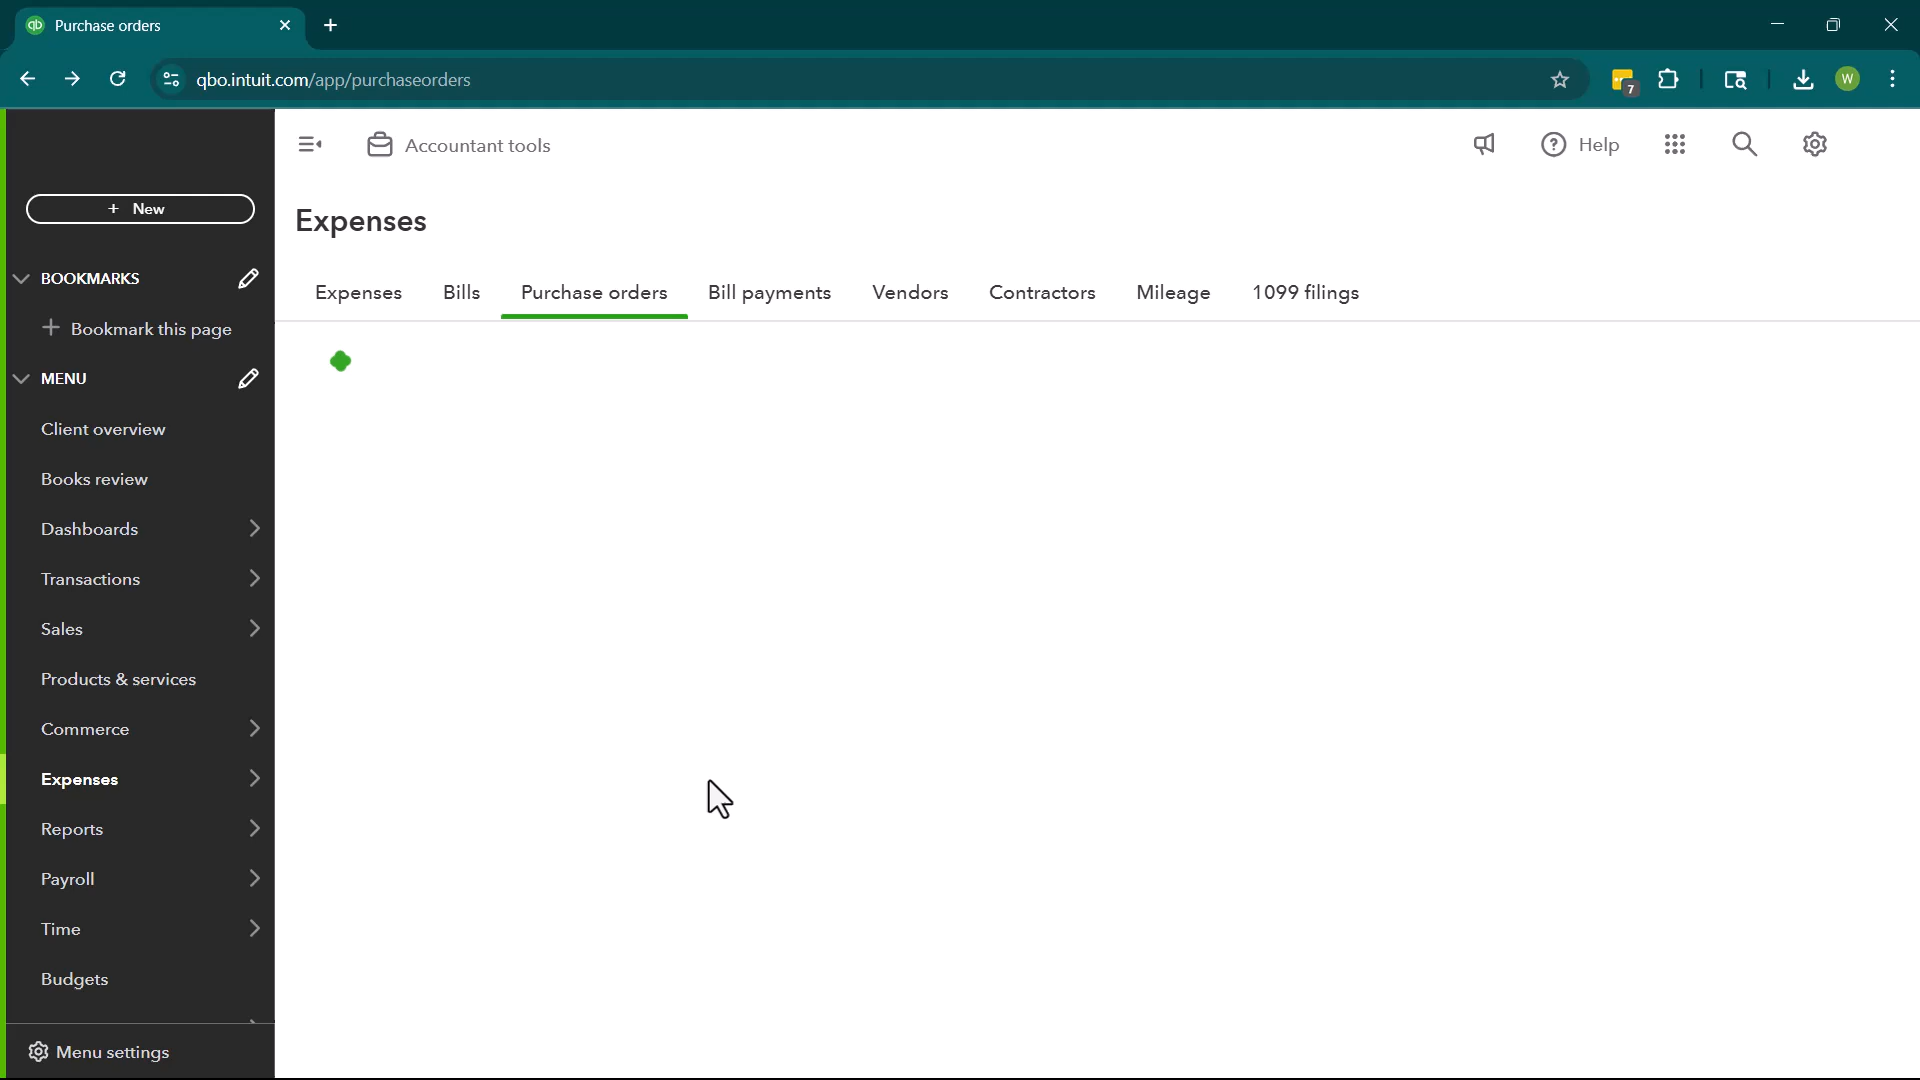 qb Purchase orders
qbo.intuit.com/app/purchaseorders
7
W
Accountant tools
Help
+ New
Expenses
BOOKMARKS
Expenses Bills Purchase orders Bill payments Vendors Contractors Mileage 1099 filings
+ Bookmark this page
MENU
Client overview
Books review
Dashboards
Transactions
Sales
Products & services
Commerce
Expenses
Reports
Payroll
Time
Budgets
Menu settings